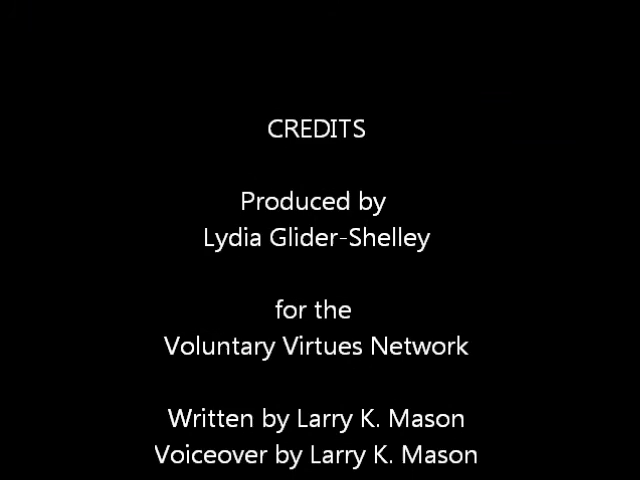 CREDITS
Produced by
Lydia Glider-Shelley
for the
Voluntary Virtues Network
Written by Larry K. Mason
Voiceover by Larry K. Mason